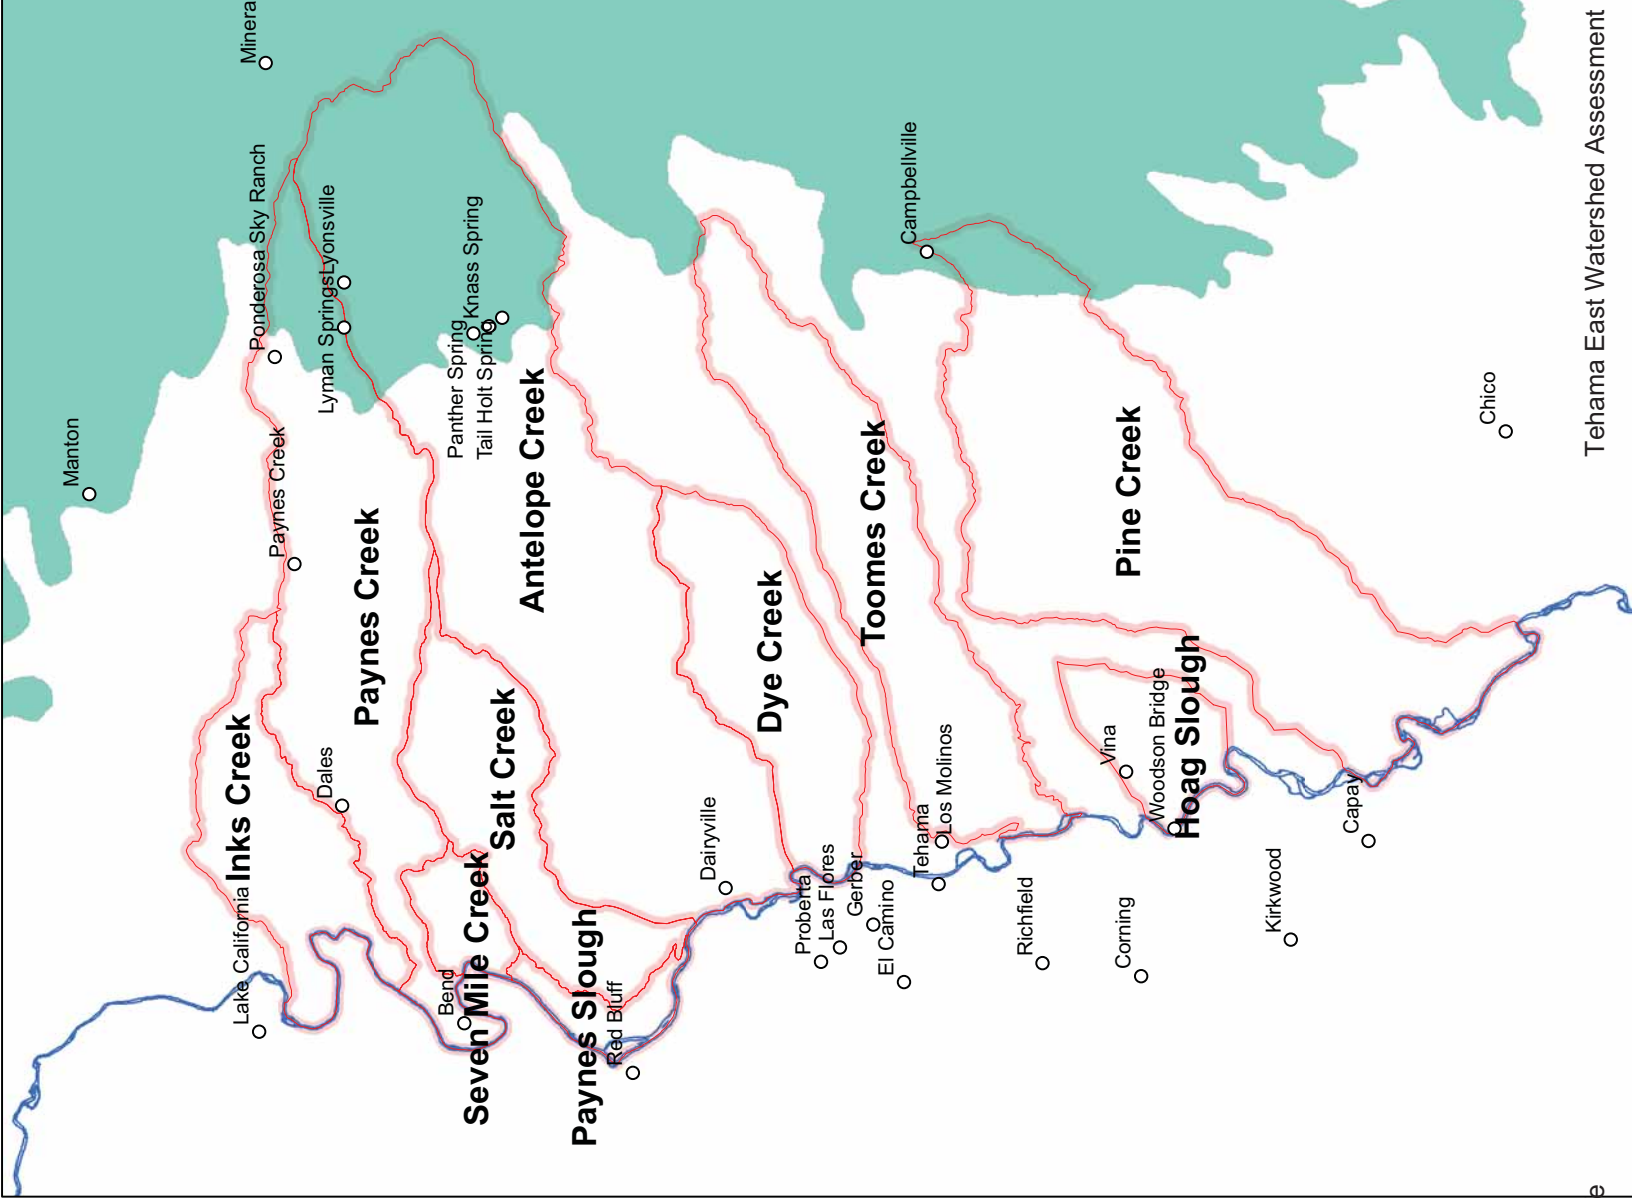 Mineral
Manton
Ponderosa Sky Ranch
Lyonsville
Lyman Springs
Knass Spring
Panther Spring
Tail Holt Spring
Campbellville
Paynes Creek
Paynes Creek
Antelope Creek
Toomes Creek
Pine Creek
Chico
Tehama East Watershed Assessment
Dye Creek
Inks Creek
Salt Creek
Dales
Dairyville
Vina
Woodson Bridge
Hoag Slough
Los Molinos
Tehama
Capay
Lake California
Bend
Seven Mile Creek
Paynes Slough
Red Bluff
Proberta
Las Flores
Gerber
El Camino
Richfield
Corning
Kirkwood
e